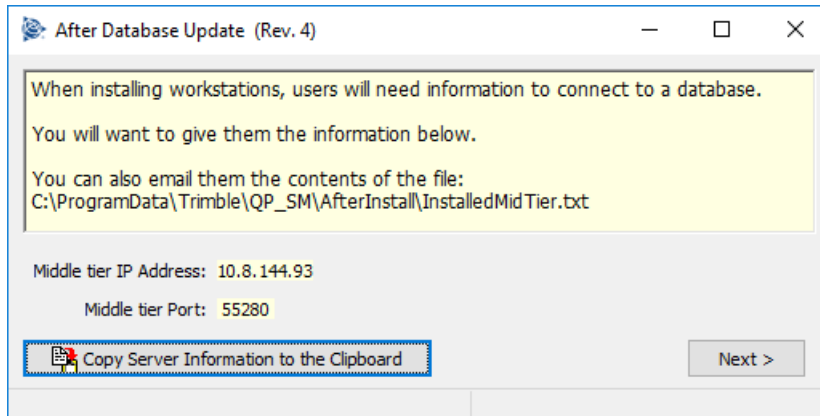 After Database Update (Rev. 4)
When installing workstations, users will need information to connect to a database.
You will want to give them the information below.
You can also email them the contents of the file:
C:\ProgramData\Trimble\QP_SM\AfterInstall\InstalledMidTier.txt
Middle tier IP Address: 10.8.144.93
Middle tier Port: 55280
Copy Server Information to the Clipboard
Next >